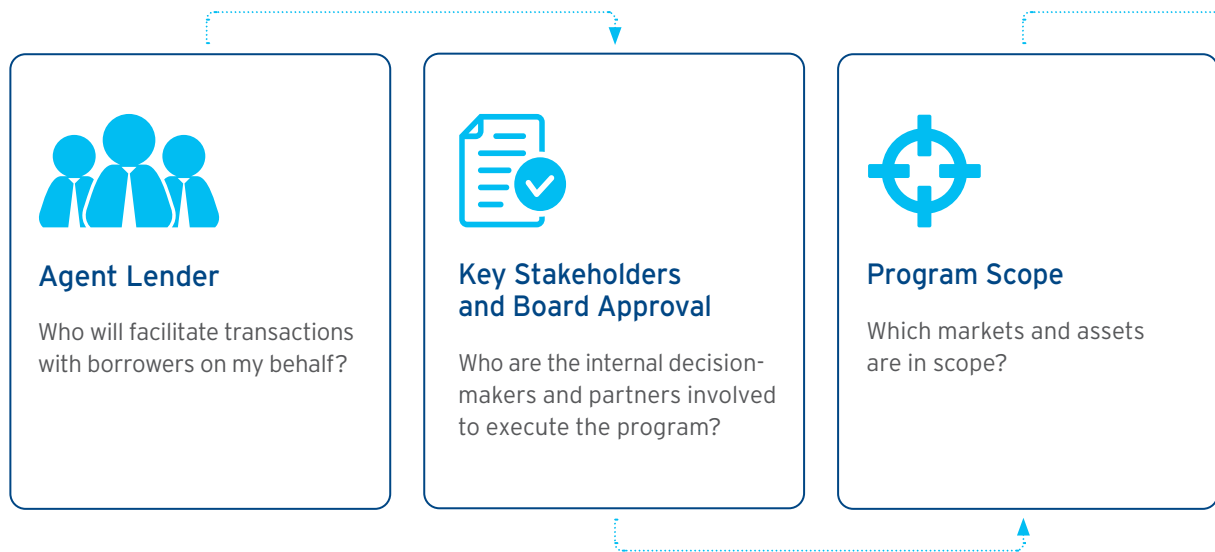 Agent Lender
Who will facilitate transactions
with borrowers on my behalf?
Key Stakeholders
and Board Approval
Who are the internal decision-
makers and partners involved
to execute the program?
Program Scope
Which markets and assets
are in scope?